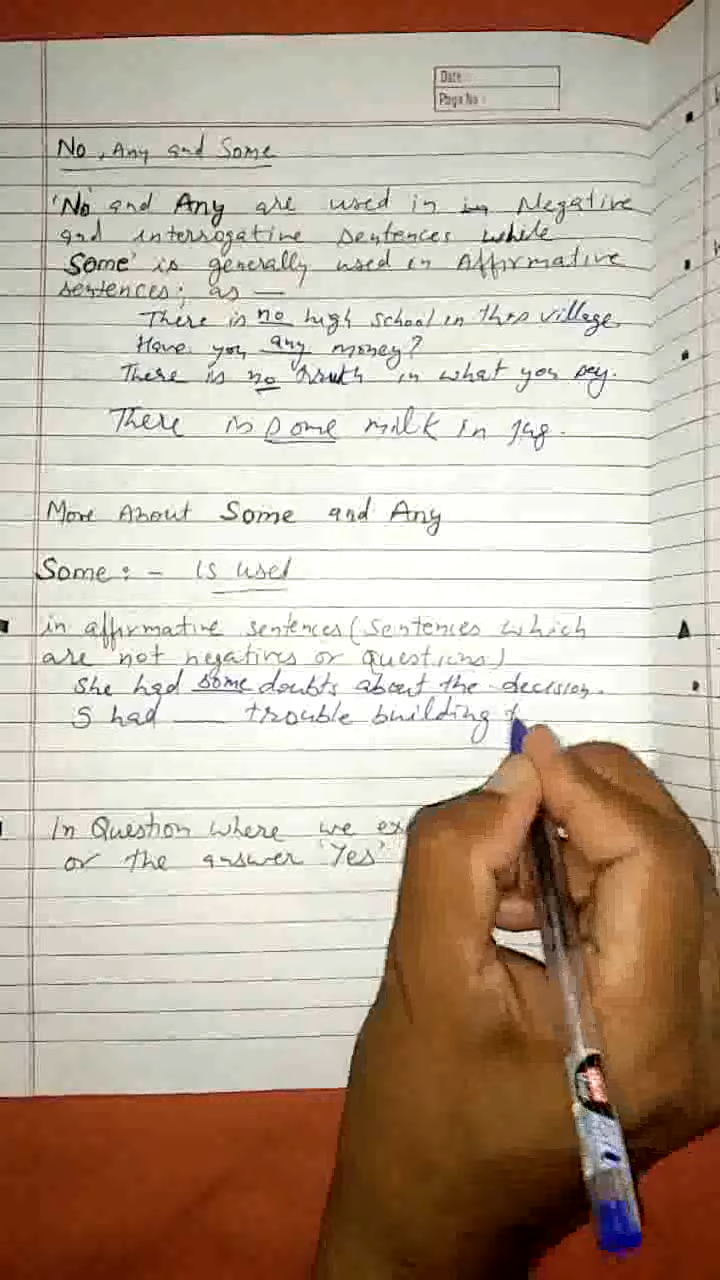 Date :
Page No :
No, Any and Some
'No' and Any are used in in Negative
and interrogative sentences while
'Some' is generally used in Affirmative
sentences; as —
There is no high school in this village.
Have you any money?
There is no truth in what you say.
There is some milk in jug.
More About Some and Any
Some :- is used
in affirmative sentences (sentences which
are not negatives or questions)
She had some doubts about the decision.
I had ___ trouble building t
In Question where we ex
or the answer 'Yes'